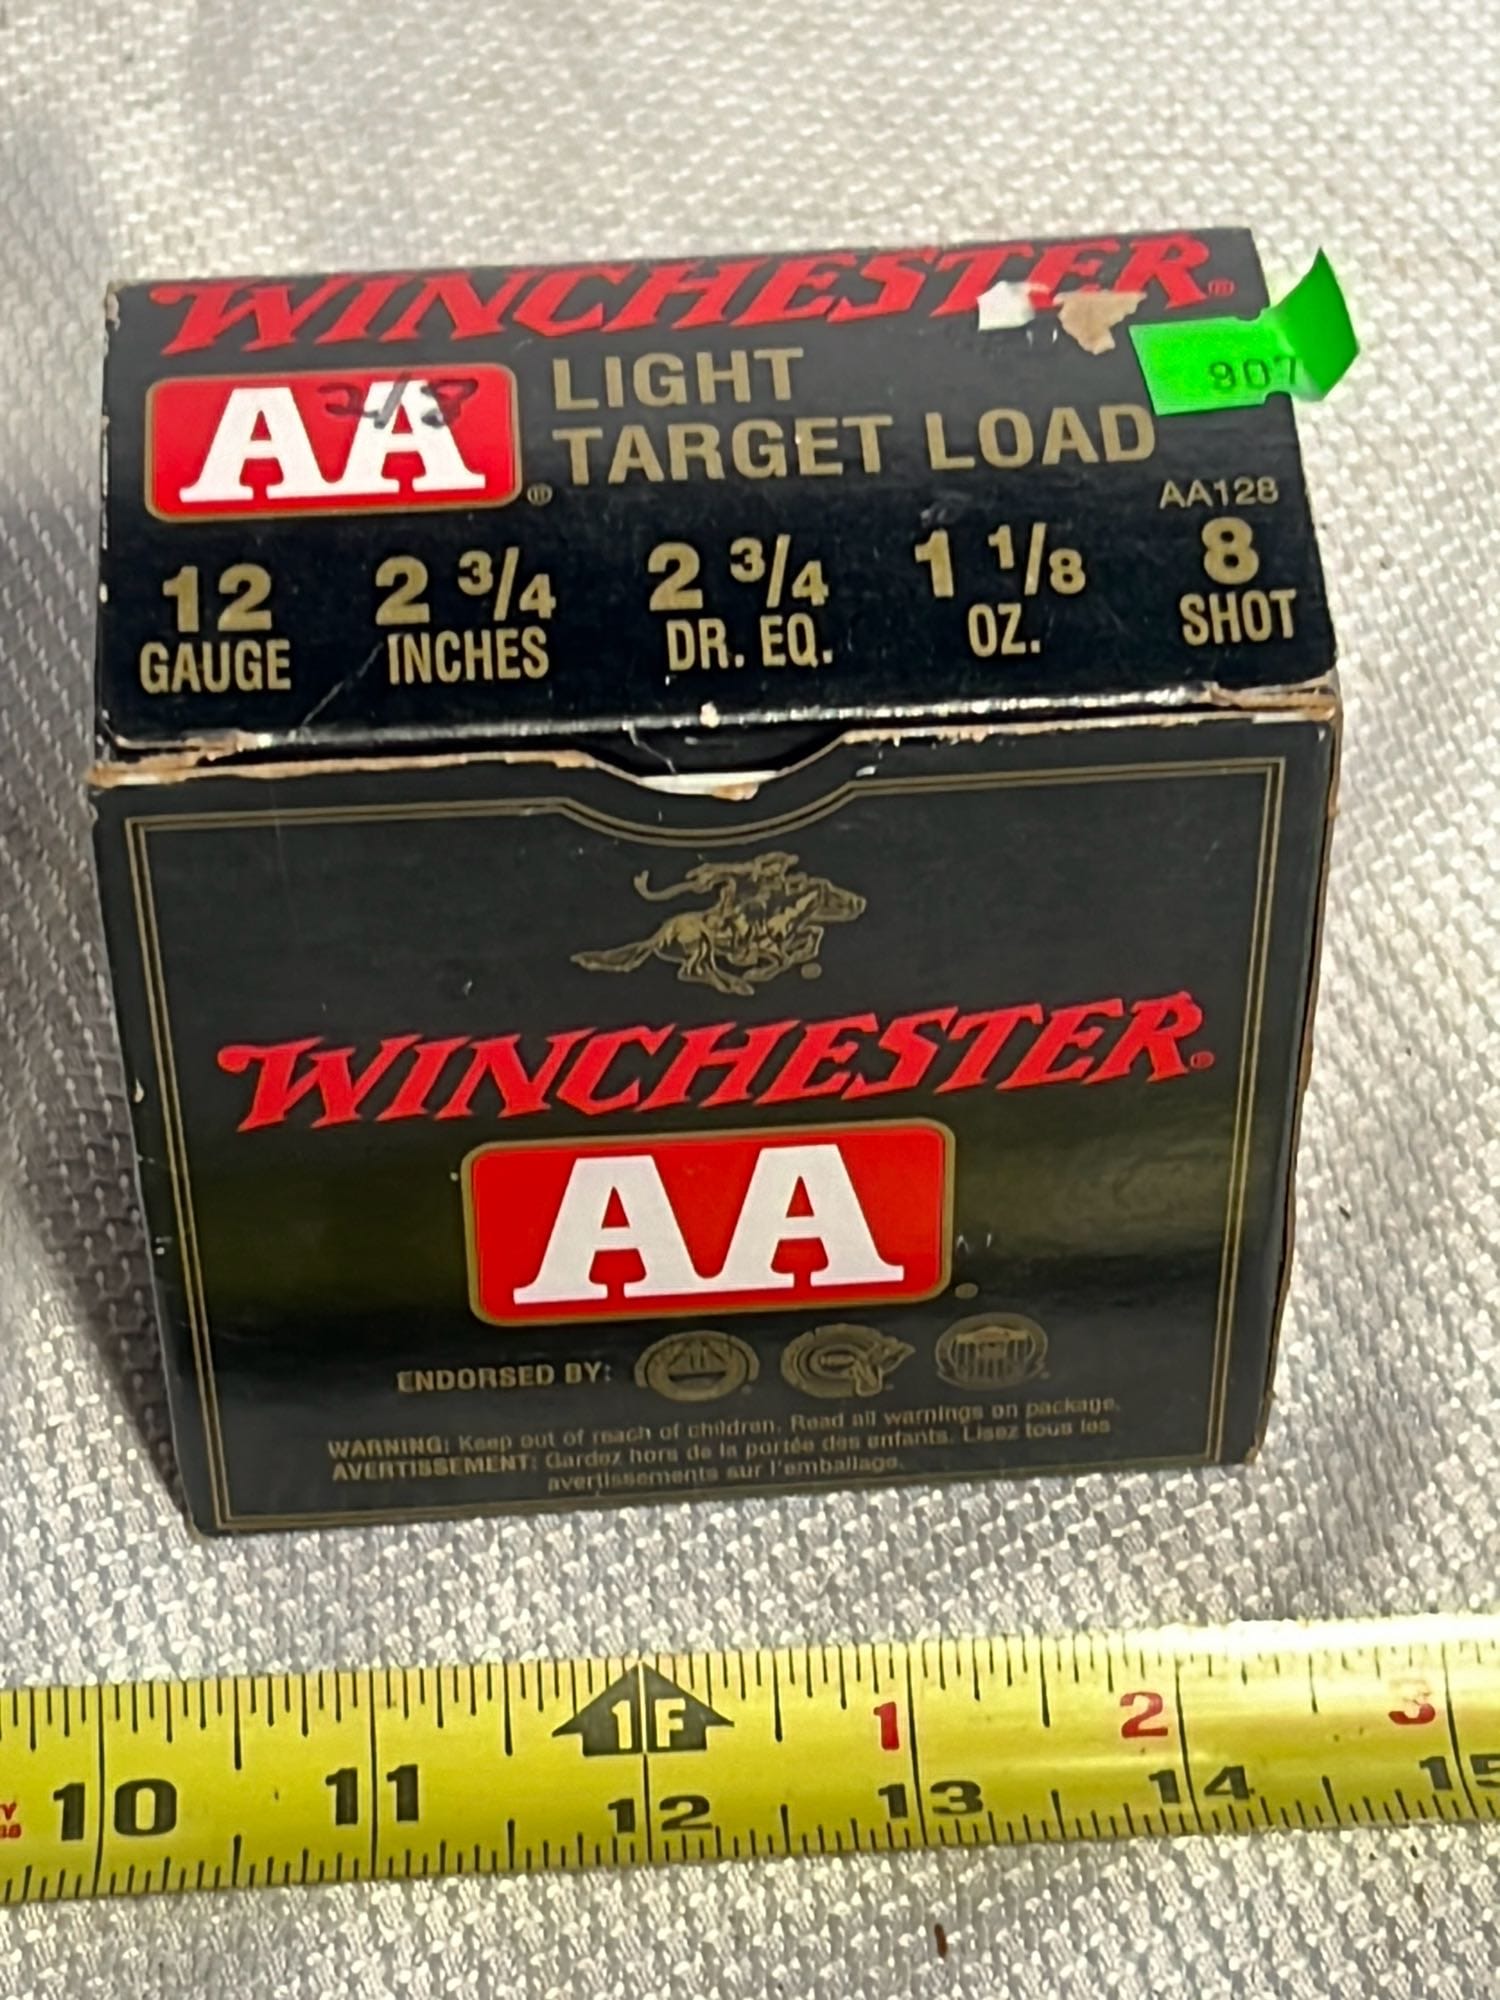 WINCHESTER®
AA® 2/8 LIGHT
TARGET LOAD
907
AA128
12 2 3/4 2 3/4 1 1/8 8
GAUGE INCHES DR. EQ. OZ. SHOT
WINCHESTER®
AA
ENDORSED BY:
WARNING: Keep out of reach of children. Read all warnings on package.
AVERTISSEMENT: Gardez hors de la portée des enfants. Lisez tous les
avertissements sur l'emballage.
1F 1 2 3
10 11 12 13 14 15